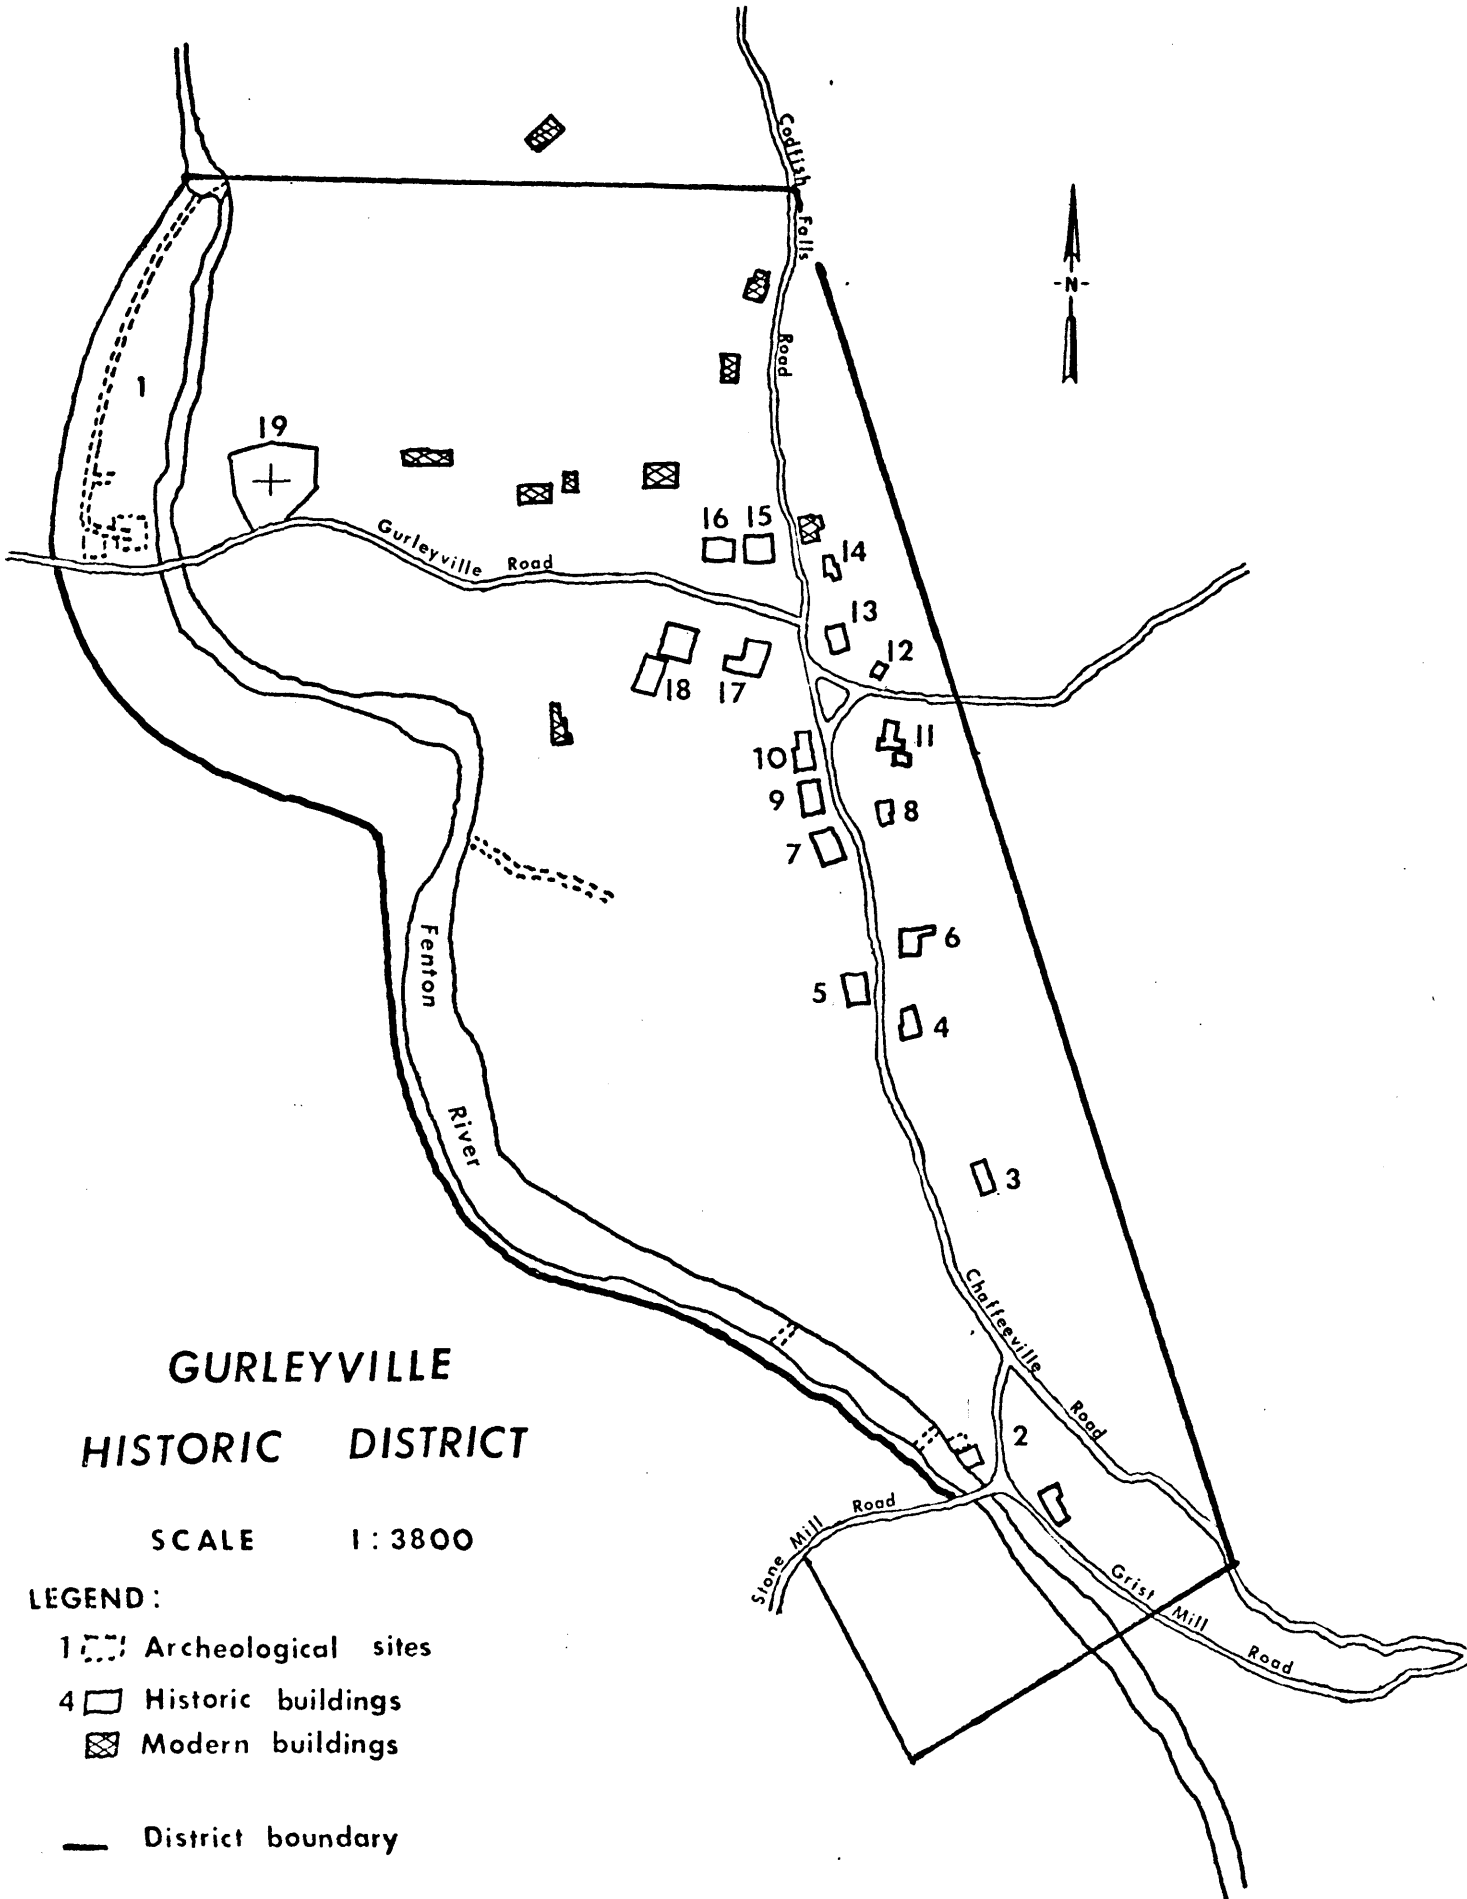 Codfish
Falls
Road
-N-
1
19
Gurleyville Road
16 15
14
13
12
18 17
11
10
9
8
7
Fenton
River
6
5
4
3
Chaffeeville
Road
2
Stone Mill Road
Grist Mill Road
GURLEYVILLE
HISTORIC DISTRICT
SCALE 1:3800
LEGEND:
1 Archeological sites
4 Historic buildings
Modern buildings
District boundary